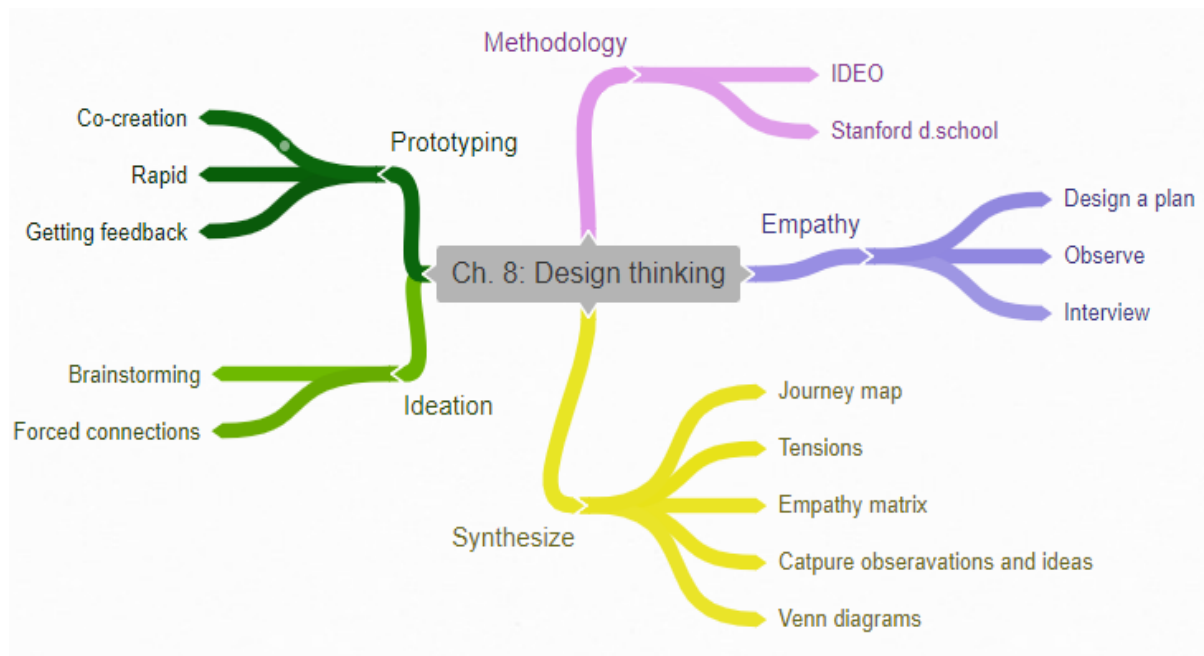 Methodology
IDEO
Stanford d.school
Co-creation
Prototyping
Rapid
Getting feedback
Empathy
Design a plan
Observe
Interview
Ch. 8: Design thinking
Brainstorming
Ideation
Forced connections
Synthesize
Journey map
Tensions
Empathy matrix
Catpure obseravations and ideas
Venn diagrams